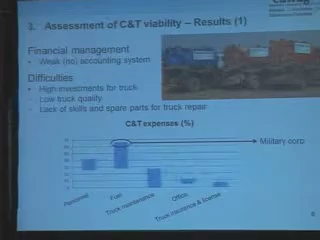 3. Assessment of C&T viability – Results (1)
Financial management
- Weak (no) accounting system
Difficulties
- High investments for truck
- Low truck quality
- Lack of skills and spare parts for truck repair
C&T expenses (%)
Military corp
Personnel
Fuel
Truck maintenance
Office
Truck insurance & license